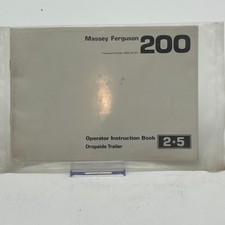 Massey Ferguson
200
Operator Instruction Book
2•5
Dropside Trailer